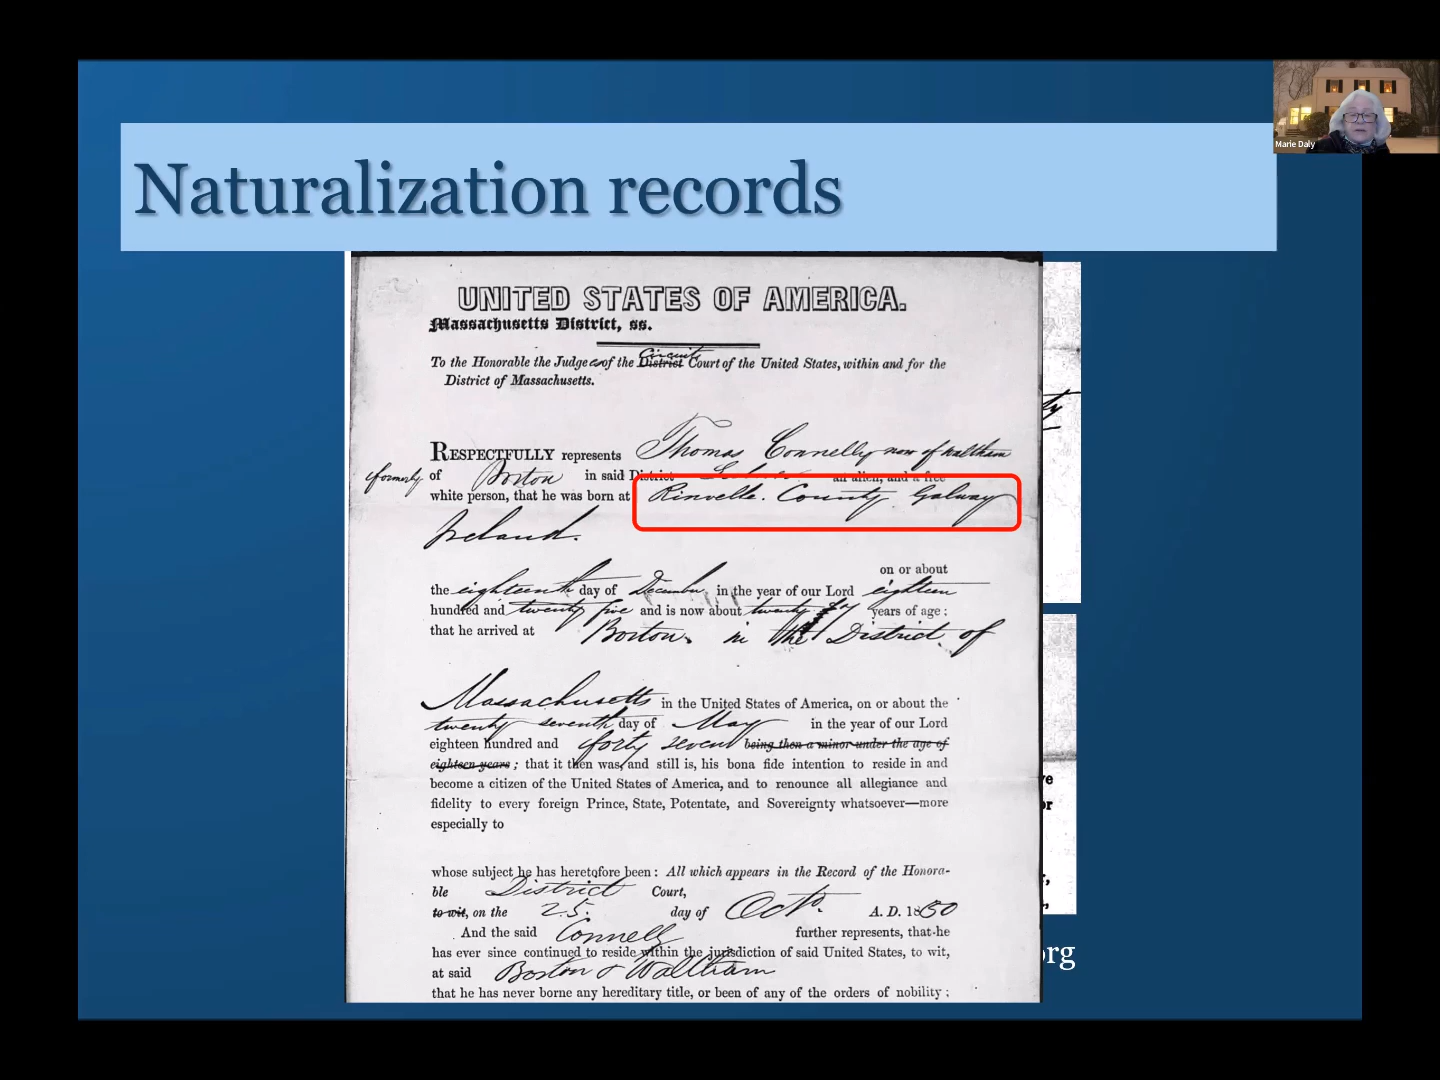 Marie Daly
Naturalization records
UNITED STATES OF AMERICA.
Massachusetts District, ss.
Circuit
To the Honorable the Judges of the District Court of the United States, within and for the
District of Massachusetts.
RESPECTFULLY represents Thomas Connelly now of Waltham
formerly of Boston in said District an alien, and a free
white person, that he was born at Rinvelle. County Galway
Ireland.
on or about
the eighteenth day of December in the year of our Lord eighteen
hundred and twenty five and is now about twenty years of age :
that he arrived at Boston. in the District of
Massachusetts in the United States of America, on or about the
twenty seventh day of May in the year of our Lord
eighteen hundred and forty seven being then a minor under the age of
eighteen years ; that it then was, and still is, his bona fide intention to reside in and
become a citizen of the United States of America, and to renounce all allegiance and
fidelity to every foreign Prince, State, Potentate, and Sovereignty whatsoever—more
especially to
whose subject he has heretofore been : All which appears in the Record of the Honora-
ble District Court,
to wit, on the 25. day of Oct. A. D. 1850
And the said Connelly further represents, that he
has ever since continued to reside within the jurisdiction of said United States, to wit,
at said Boston & Waltham
that he has never borne any hereditary title, or been of any of the orders of nobility ;
org